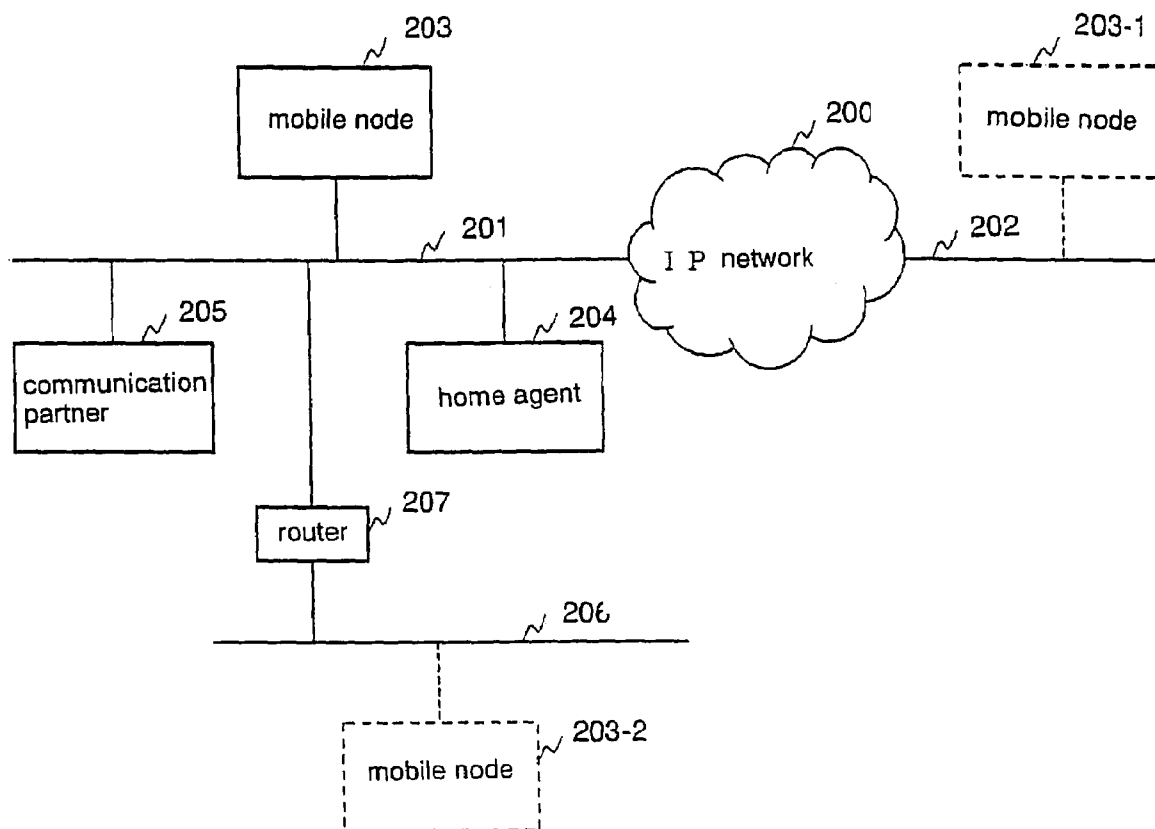 203
203-1
mobile node
mobile node
200
201
202
I P network
205
204
communication
partner
home agent
207
router
206
203-2
mobile node